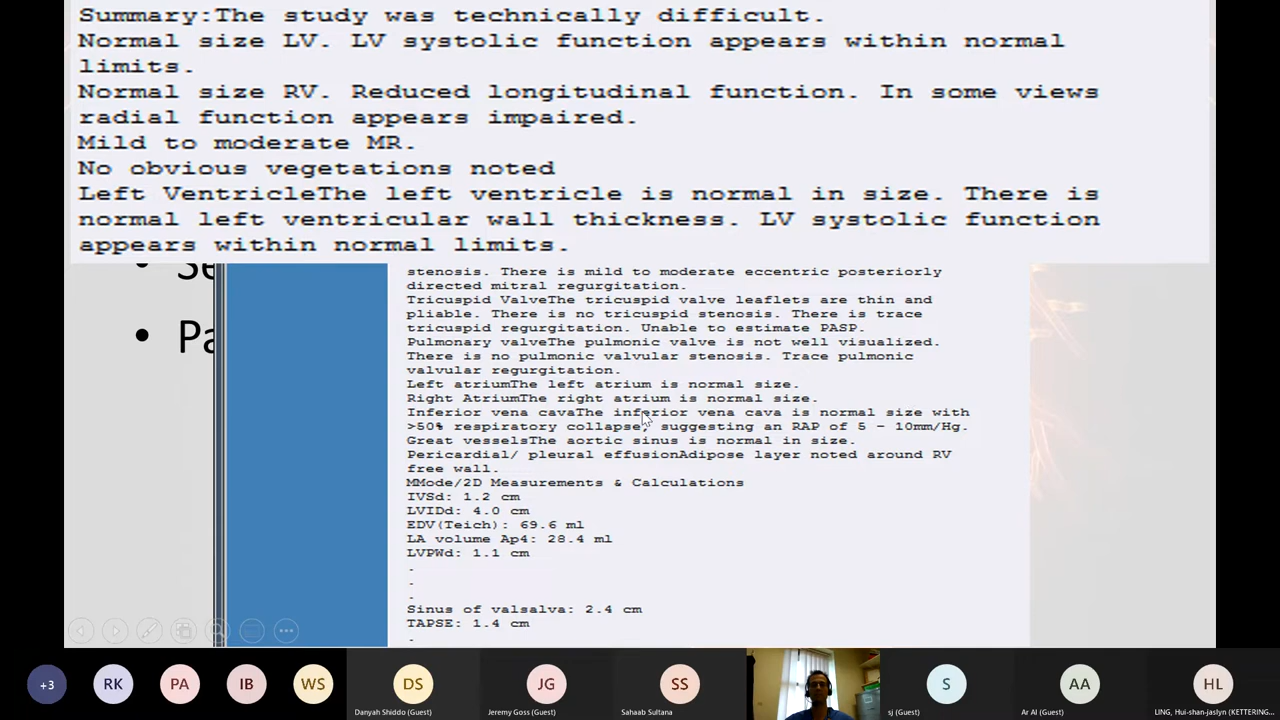 Summary:The study was technically difficult.
Normal size LV. LV systolic function appears within normal
limits.
Normal size RV. Reduced longitudinal function. In some views
radial function appears impaired.
Mild to moderate MR.
No obvious vegetations noted
Left VentricleThe left ventricle is normal in size. There is
normal left ventricular wall thickness. LV systolic function
appears within normal limits.
• Se
• Pa
stenosis. There is mild to moderate eccentric posteriorly
directed mitral regurgitation.
Tricuspid ValveThe tricuspid valve leaflets are thin and
pliable. There is no tricuspid stenosis. There is trace
tricuspid regurgitation. Unable to estimate PASP.
Pulmonary valveThe pulmonic valve is not well visualized.
There is no pulmonic valvular stenosis. Trace pulmonic
valvular regurgitation.
Left atriumThe left atrium is normal size.
Right AtriumThe right atrium is normal size.
Inferior vena cavaThe inferior vena cava is normal size with
>50% respiratory collapse, suggesting an RAP of 5 - 10mm/Hg.
Great vesselsThe aortic sinus is normal in size.
Pericardial/ pleural effusionAdipose layer noted around RV
free wall.
MMode/2D Measurements & Calculations
IVSd: 1.2 cm
LVIDd: 4.0 cm
EDV(Teich): 69.6 ml
LA volume Ap4: 28.4 ml
LVPWd: 1.1 cm
.
.
.
Sinus of valsalva: 2.4 cm
TAPSE: 1.4 cm
.
+3 RK PA IB WS DS JG SS S AA HL
Danyah Shiddo (Guest) Jeremy Goss (Guest) Sahaab Sultana sj (Guest) Ar Al (Guest) LING, Hui-shan-jaslyn (KETTERING...